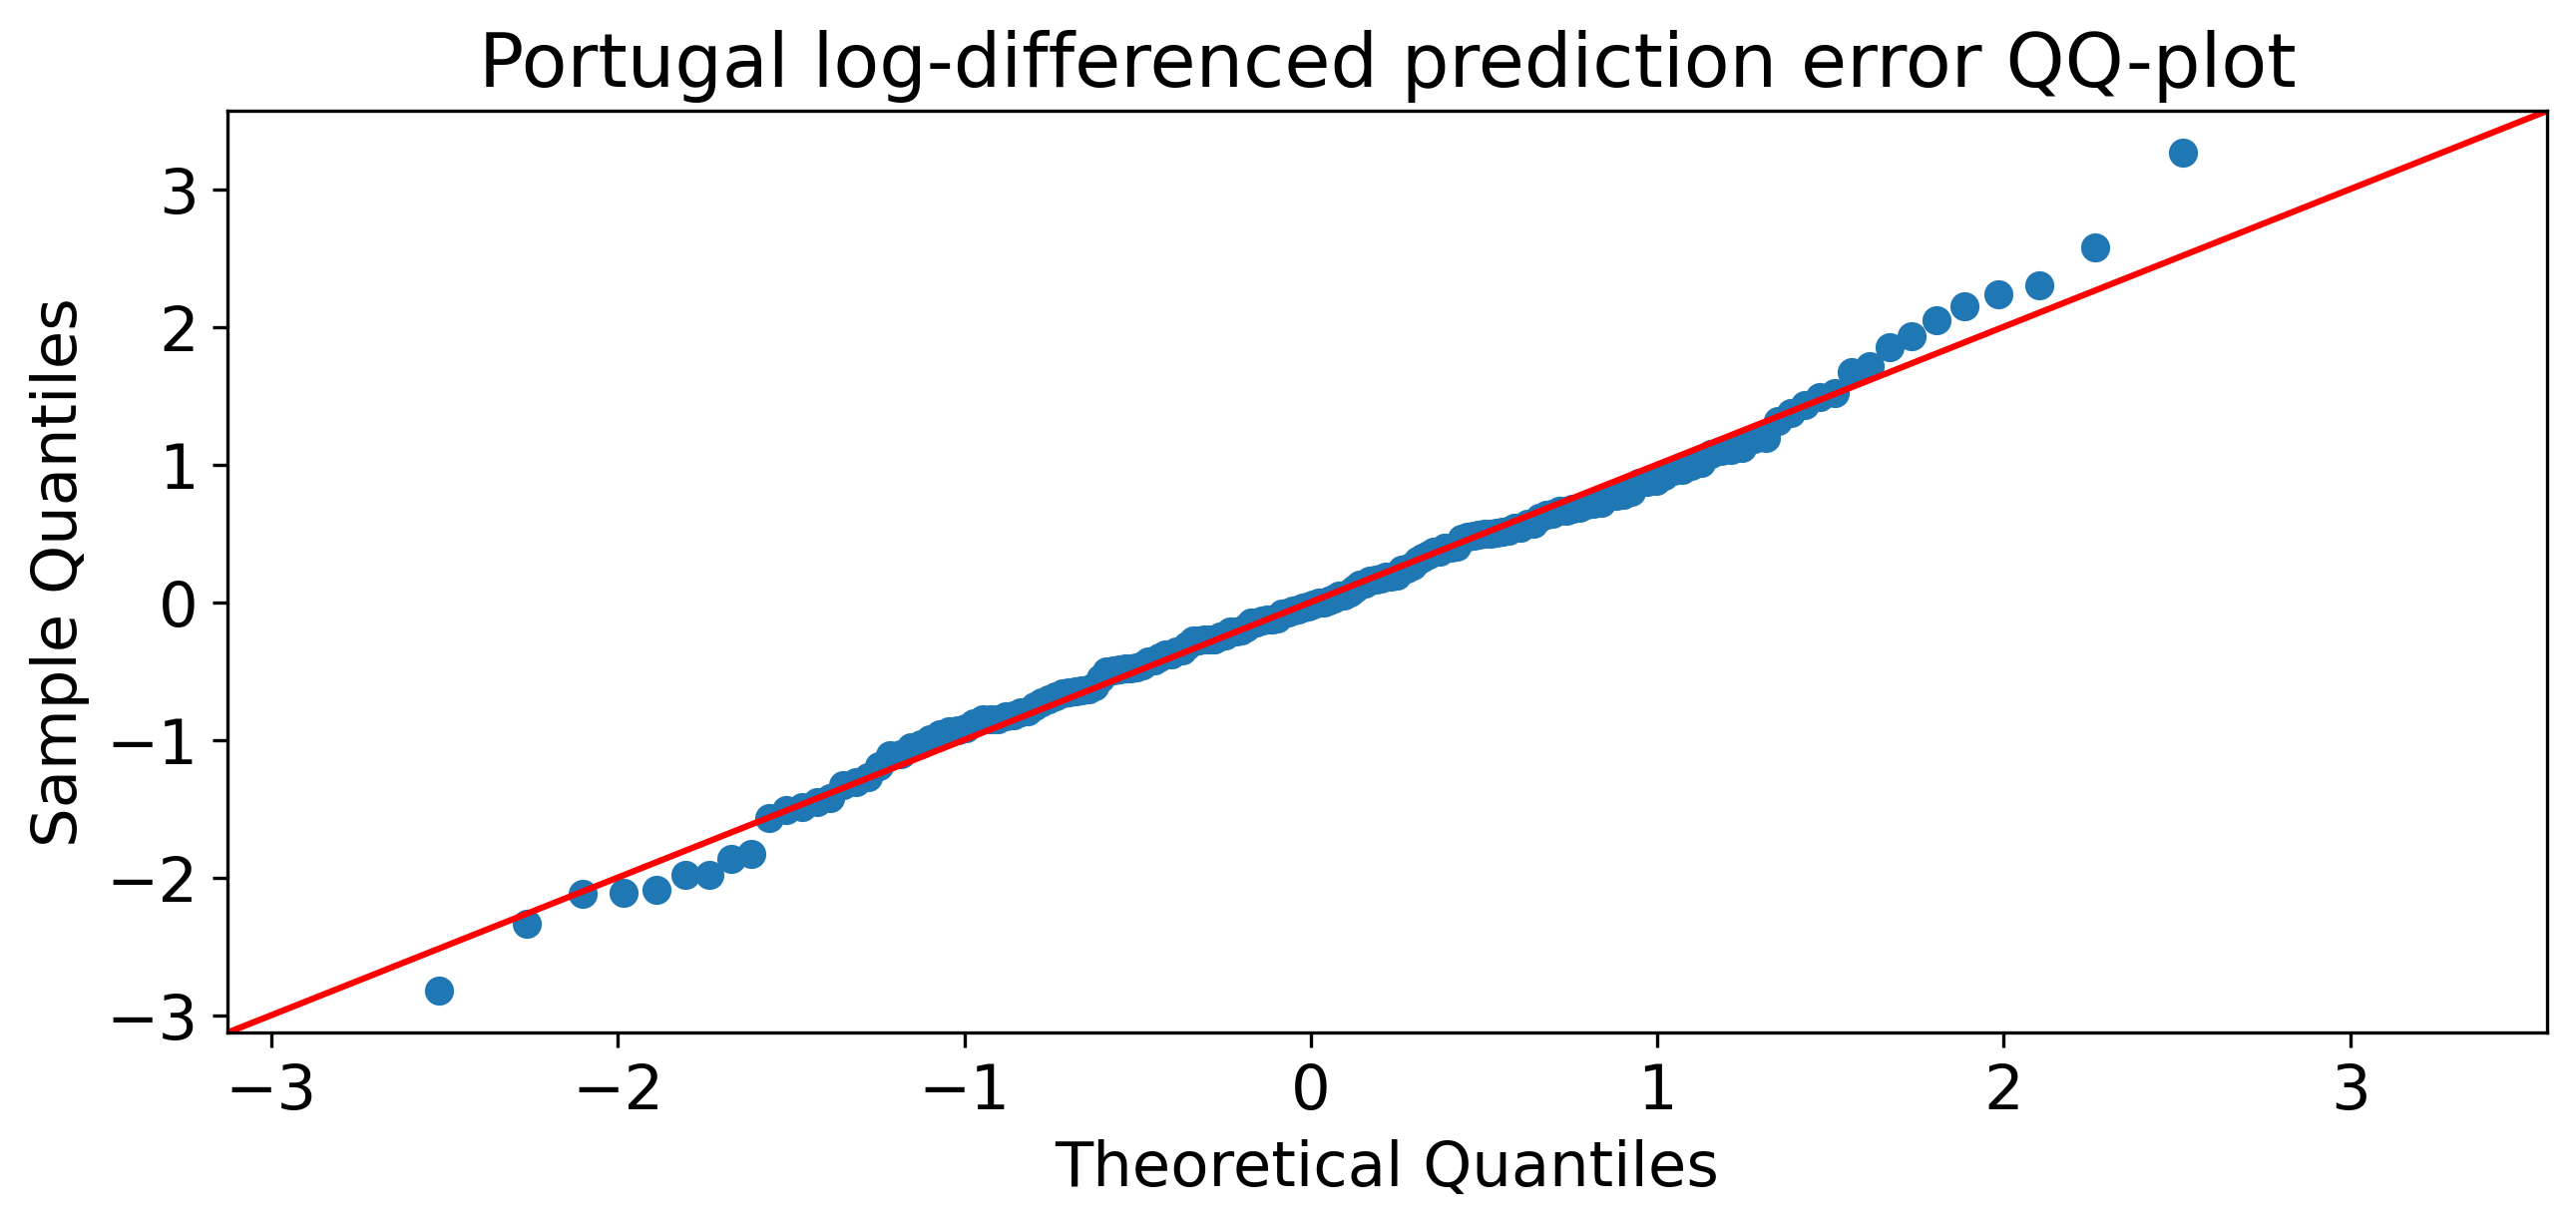 Portugal log-differenced prediction error QQ-plot
3
2
1
0
−1
−2
−3
Sample Quantiles
−3 −2 −1 0 1 2 3
Theoretical Quantiles